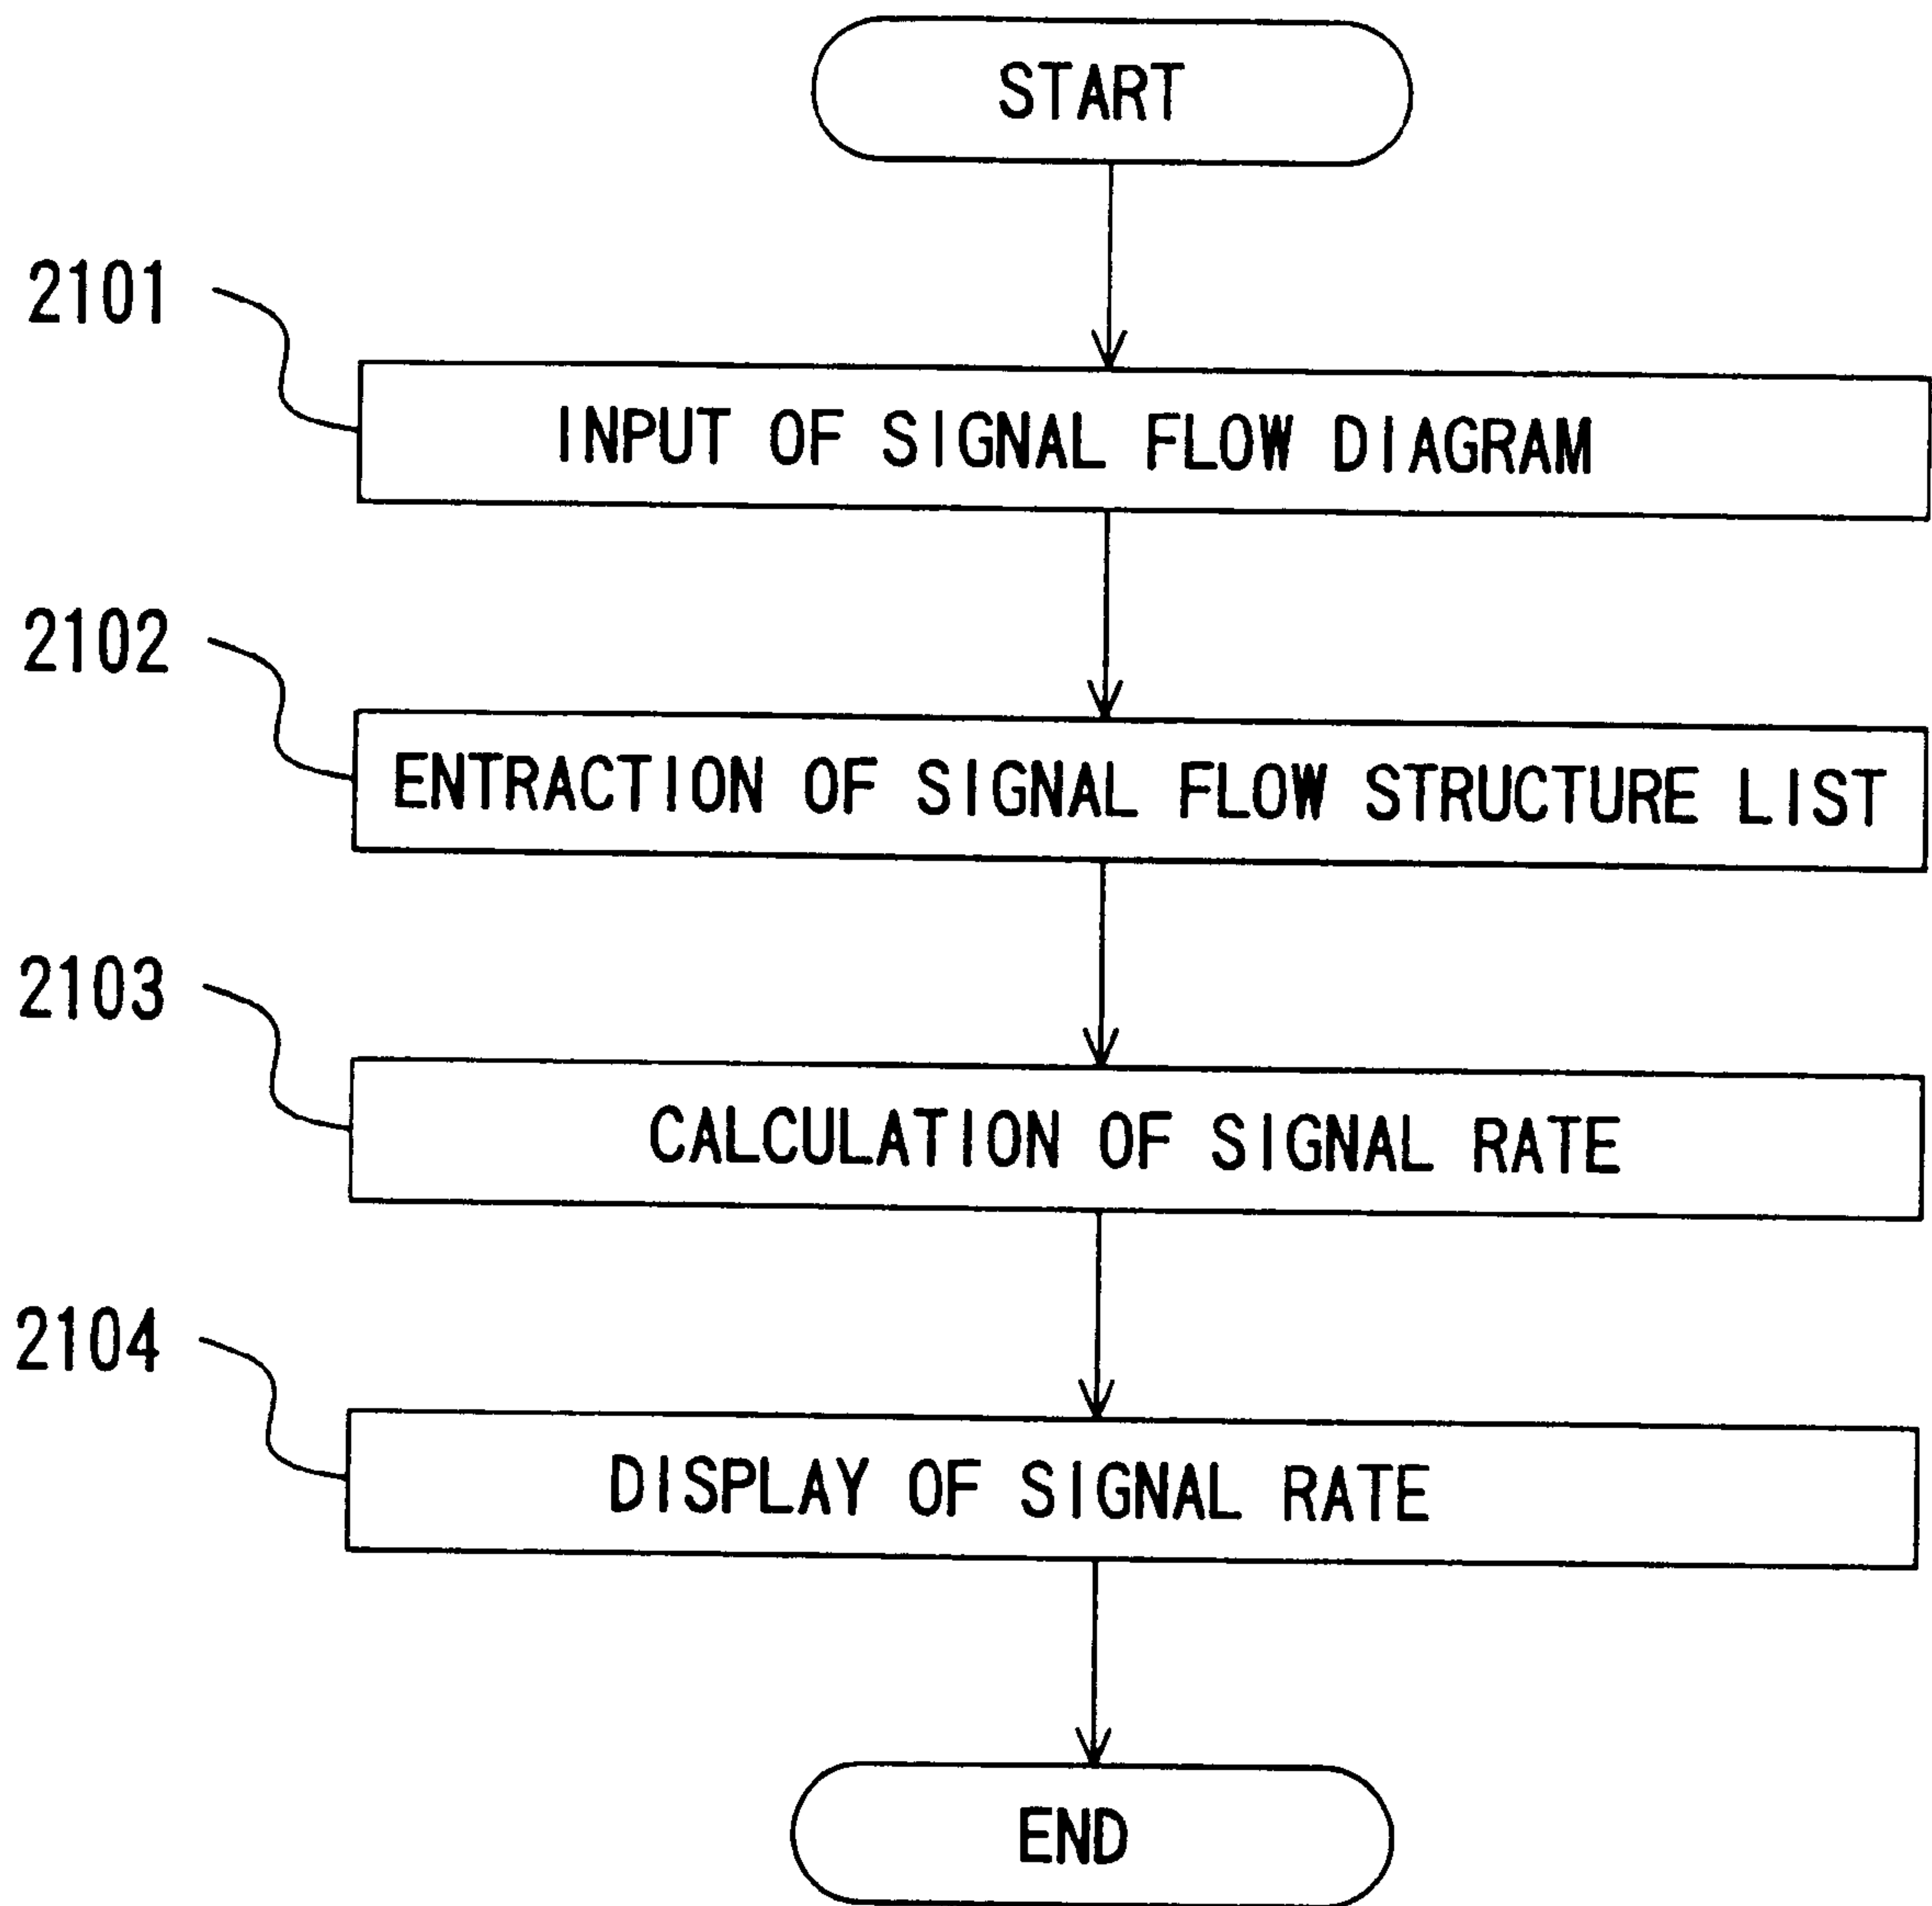 START
2101
INPUT OF SIGNAL FLOW DIAGRAM
2102
ENTRACTION OF SIGNAL FLOW STRUCTURE LIST
2103
CALCULATION OF SIGNAL RATE
2104
DISPLAY OF SIGNAL RATE
END